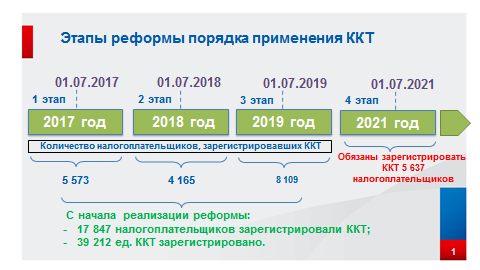 Этапы реформы порядка применения ККТ
01.07.2017 01.07.2018 01.07.2019 01.07.2021
1 этап 2 этап 3 этап 4 этап
2017 год 2018 год 2019 год 2021 год
Количество налогоплательщиков, зарегистрировавших ККТ
Обязаны зарегистрировать
ККТ 5 637
налогоплательщиков
5 573 4 165 8 109
С начала реализации реформы:
- 17 847 налогоплательщиков зарегистрировали ККТ;
- 39 212 ед. ККТ зарегистрировано.
1